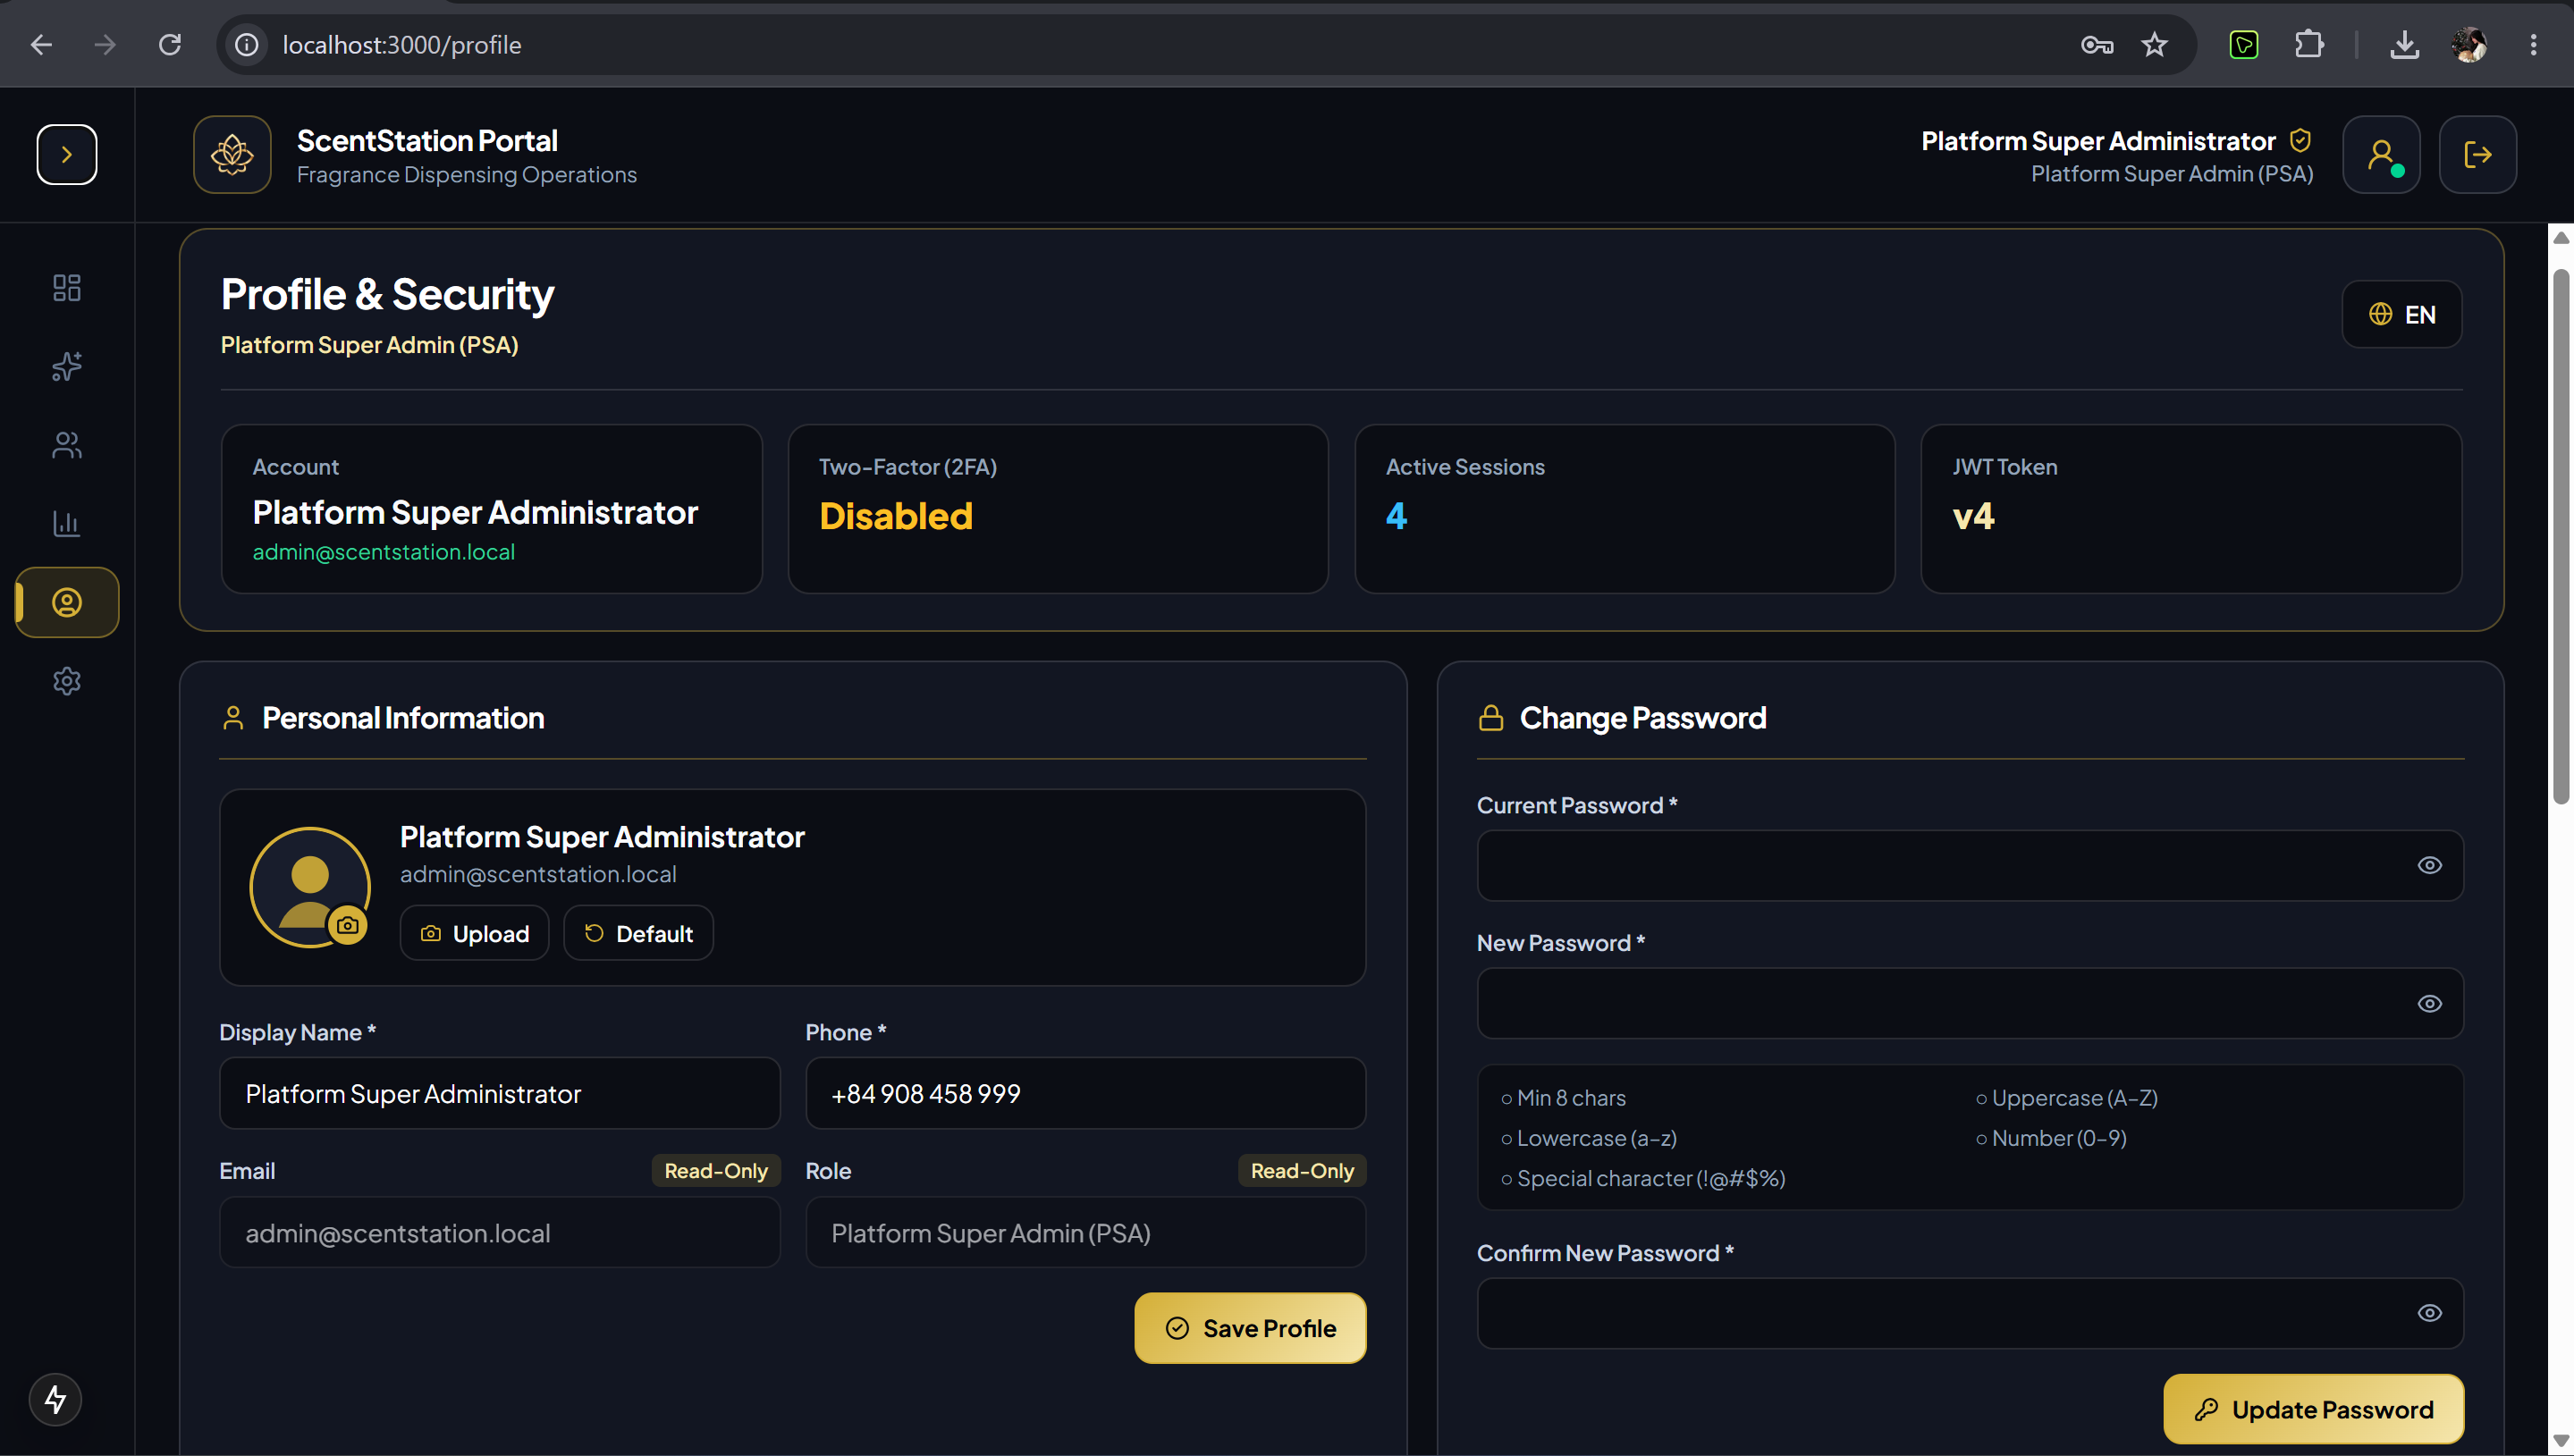 localhost:3000/profile
ScentStation Portal
Fragrance Dispensing Operations
Platform Super Administrator
Platform Super Admin (PSA)
Profile & Security
Platform Super Admin (PSA)
EN
Account
Platform Super Administrator
admin@scentstation.local
Two-Factor (2FA)
Disabled
Active Sessions
4
JWT Token
v4
Personal Information
Platform Super Administrator
admin@scentstation.local
Upload
Default
Display Name *
Phone *
Platform Super Administrator
+84 908 458 999
Email
Read-Only
Role
Read-Only
admin@scentstation.local
Platform Super Admin (PSA)
Save Profile
Change Password
Current Password *
New Password *
○ Min 8 chars
○ Uppercase (A-Z)
○ Lowercase (a-z)
○ Number (0-9)
○ Special character (!@#$%)
Confirm New Password *
Update Password